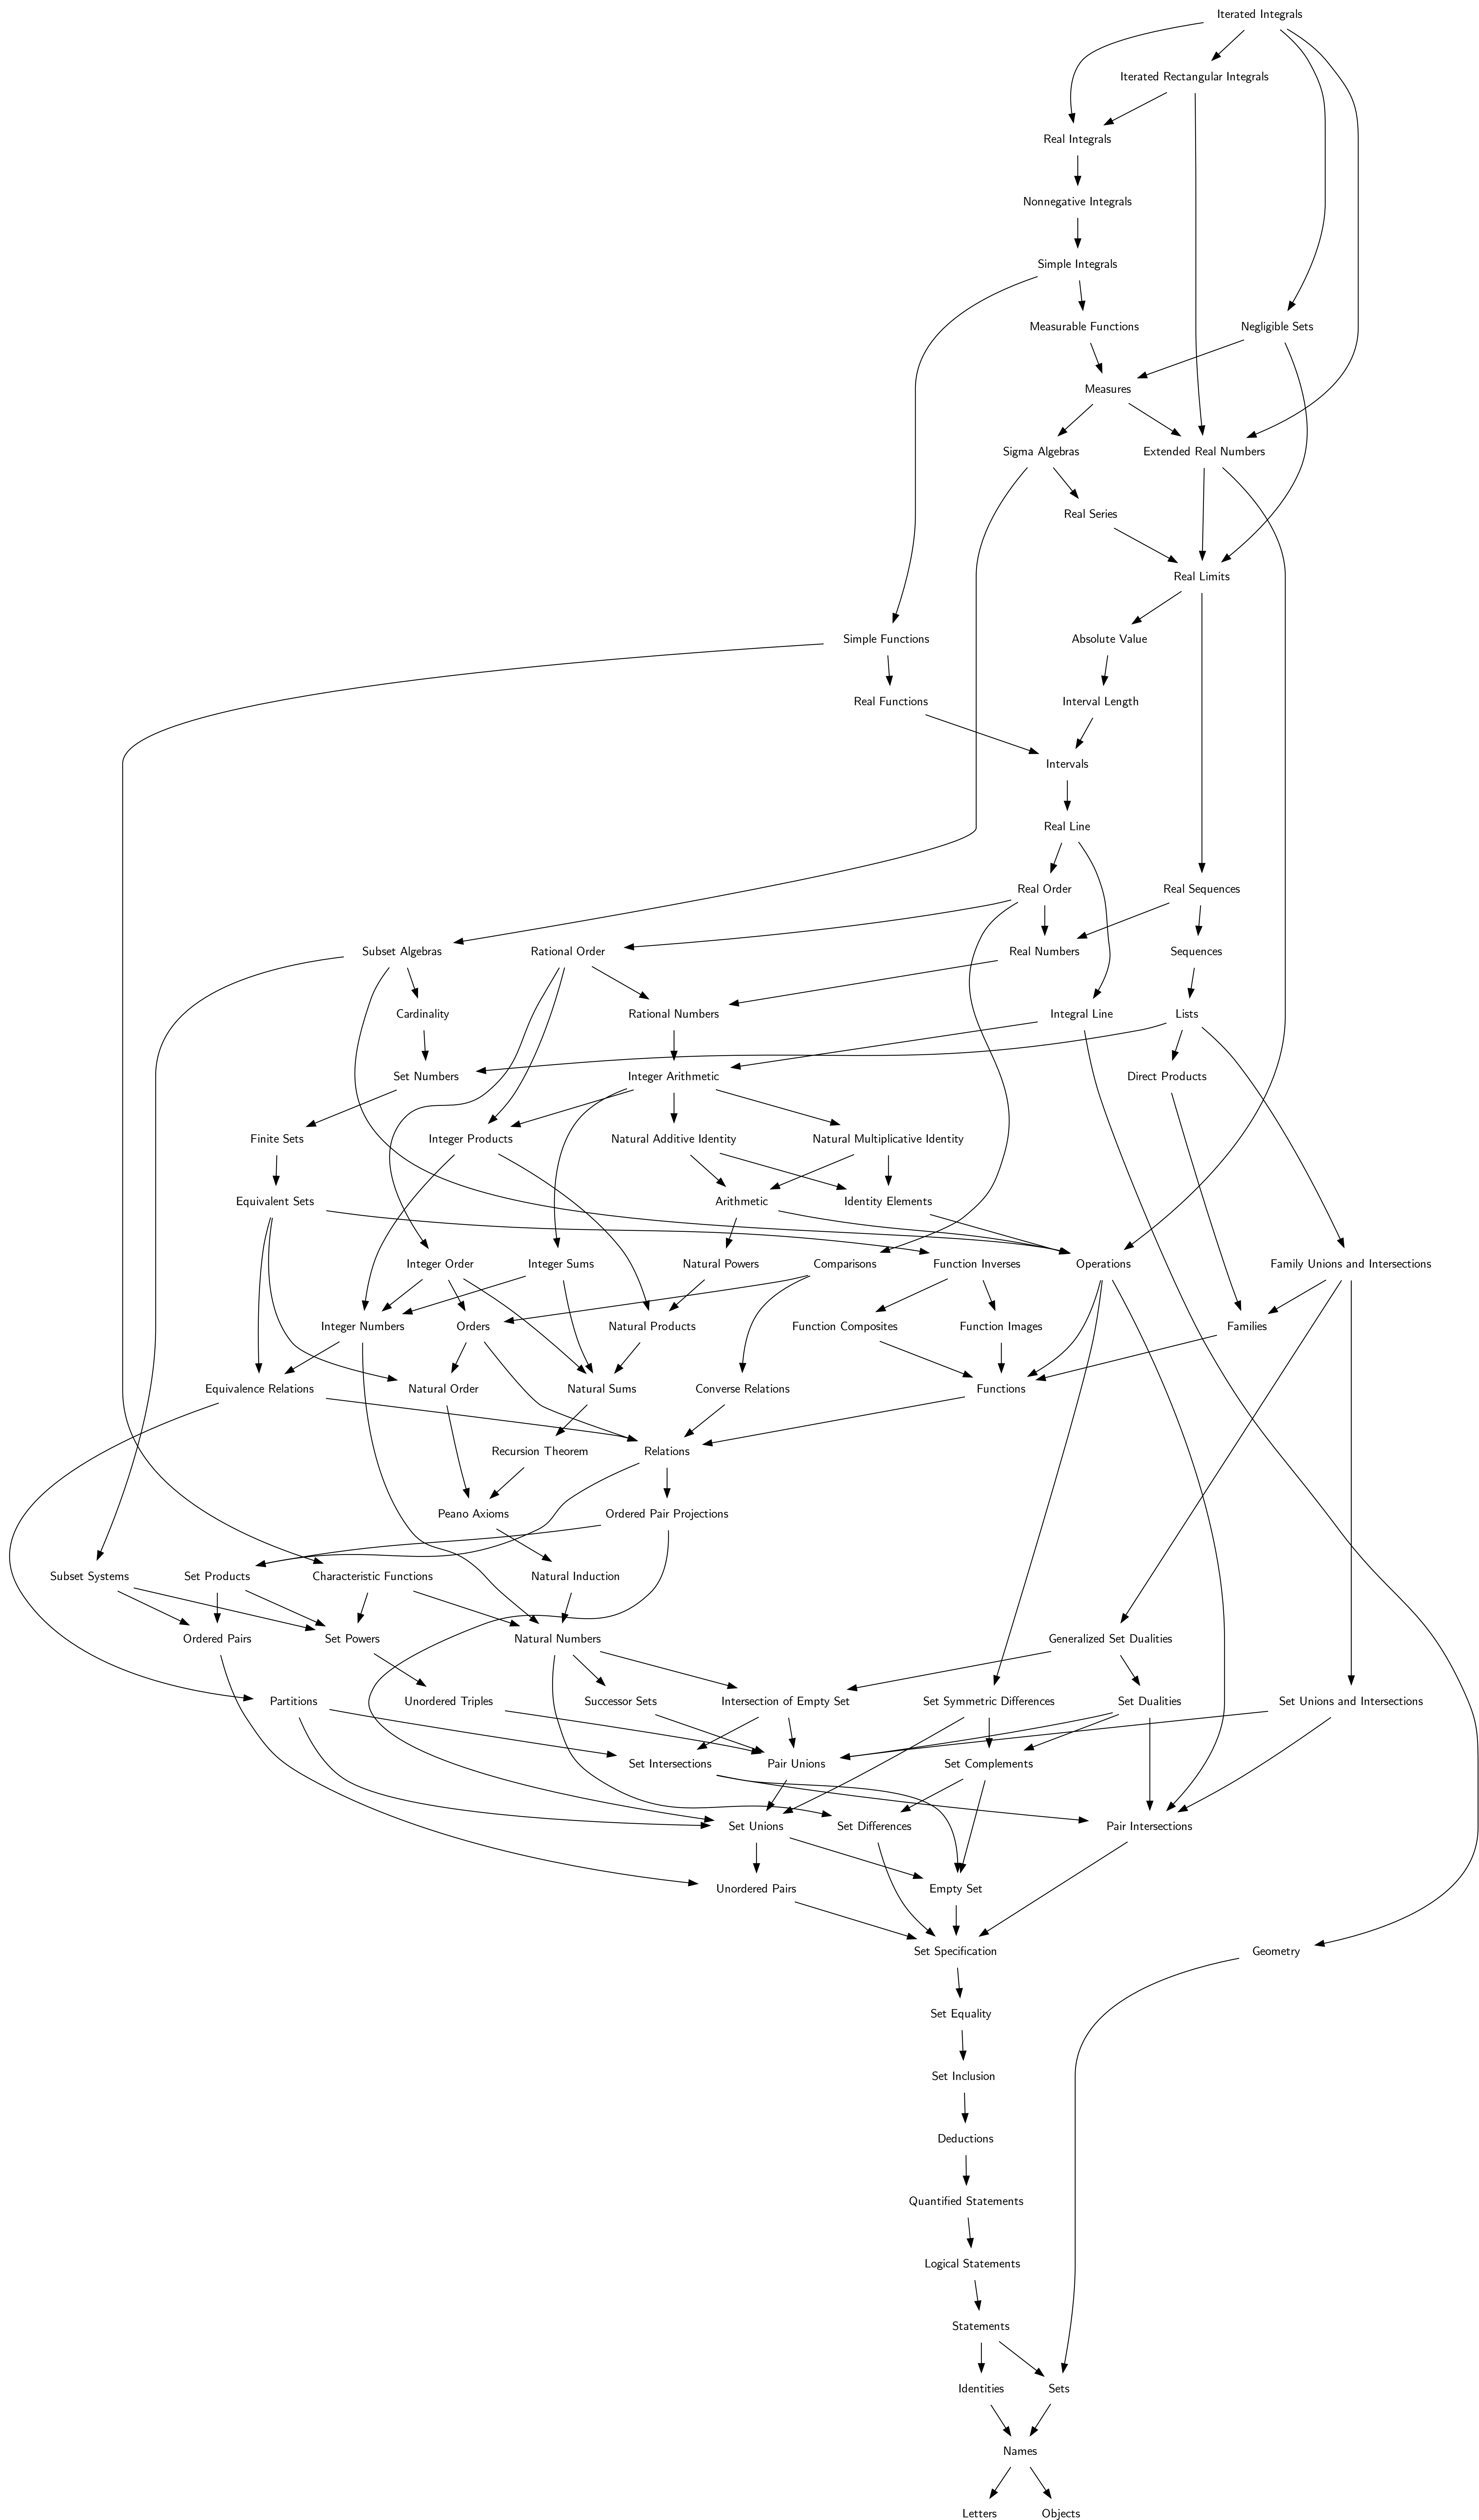 Iterated Integrals
Iterated Rectangular Integrals
Real Integrals
Nonnegative Integrals
Simple Integrals
Measurable Functions
Negligible Sets
Measures
Sigma Algebras
Extended Real Numbers
Real Series
Real Limits
Simple Functions
Absolute Value
Real Functions
Interval Length
Intervals
Real Line
Real Order
Real Sequences
Subset Algebras
Rational Order
Real Numbers
Sequences
Cardinality
Rational Numbers
Integral Line
Lists
Set Numbers
Integer Arithmetic
Direct Products
Finite Sets
Integer Products
Natural Additive Identity
Natural Multiplicative Identity
Equivalent Sets
Arithmetic
Identity Elements
Integer Order
Integer Sums
Natural Powers
Comparisons
Function Inverses
Operations
Family Unions and Intersections
Integer Numbers
Orders
Natural Products
Function Composites
Function Images
Families
Equivalence Relations
Natural Order
Natural Sums
Converse Relations
Functions
Recursion Theorem
Relations
Peano Axioms
Ordered Pair Projections
Subset Systems
Set Products
Characteristic Functions
Natural Induction
Ordered Pairs
Set Powers
Natural Numbers
Generalized Set Dualities
Partitions
Unordered Triples
Successor Sets
Intersection of Empty Set
Set Symmetric Differences
Set Dualities
Set Unions and Intersections
Set Intersections
Pair Unions
Set Complements
Set Unions
Set Differences
Pair Intersections
Unordered Pairs
Empty Set
Set Specification
Geometry
Set Equality
Set Inclusion
Deductions
Quantified Statements
Logical Statements
Statements
Identities
Sets
Names
Letters
Objects